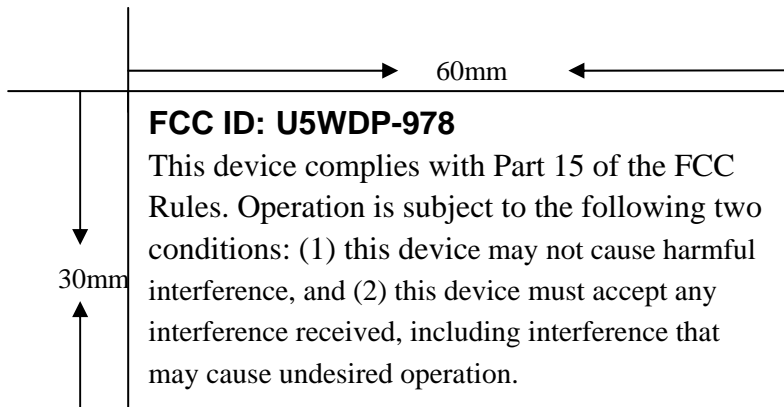 60mm
FCC ID: U5WDP-978
This device complies with Part 15 of the FCC
Rules. Operation is subject to the following two
conditions: (1) this device may not cause harmful
30mm
interference, and (2) this device must accept any
interference received, including interference that
may cause undesired operation.